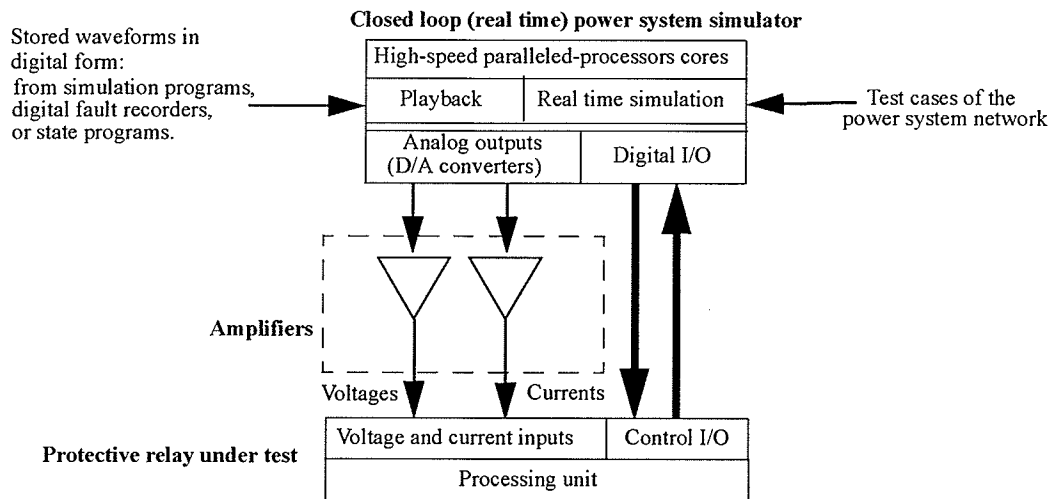 Closed loop (real time) power system simulator
Stored waveforms in
digital form:
from simulation programs,
digital fault recorders,
or state programs.
High-speed paralleled-processors cores
Playback
Real time simulation
Test cases of the
power system network
Analog outputs
(D/A converters)
Digital I/O
Amplifiers
Voltages
Currents
Protective relay under test
Voltage and current inputs
Control I/O
Processing unit